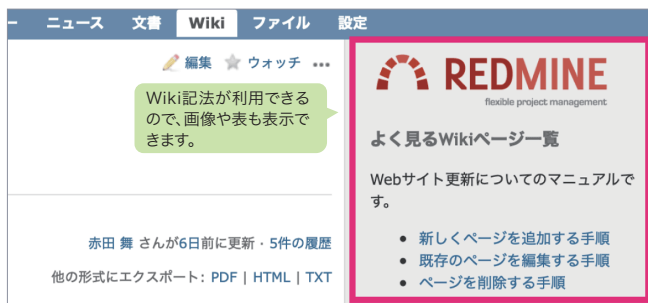 ニュース 文書 Wiki ファイル 設定
編集 ウォッチ ...
Wiki記法が利用できる
ので、画像や表も表示で
きます。
赤田 舞 さんが6日前に更新 · 5件の履歴
他の形式にエクスポート: PDF | HTML | TXT
REDMINE
flexible project management
よく見るWikiページ一覧
Webサイト更新についてのマニュアルで
す。
• 新しくページを追加する手順
• 既存のページを編集する手順
• ページを削除する手順